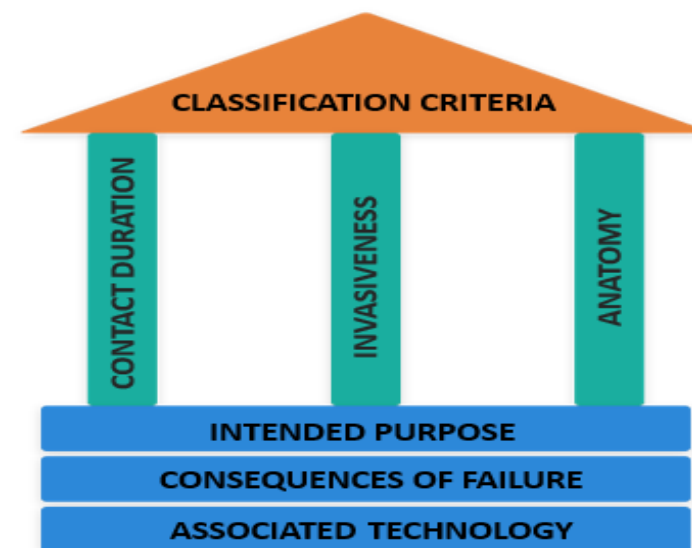 CLASSIFICATION CRITERIA
CONTACT DURATION
INVASIVENESS
ANATOMY
INTENDED PURPOSE
CONSEQUENCES OF FAILURE
ASSOCIATED TECHNOLOGY